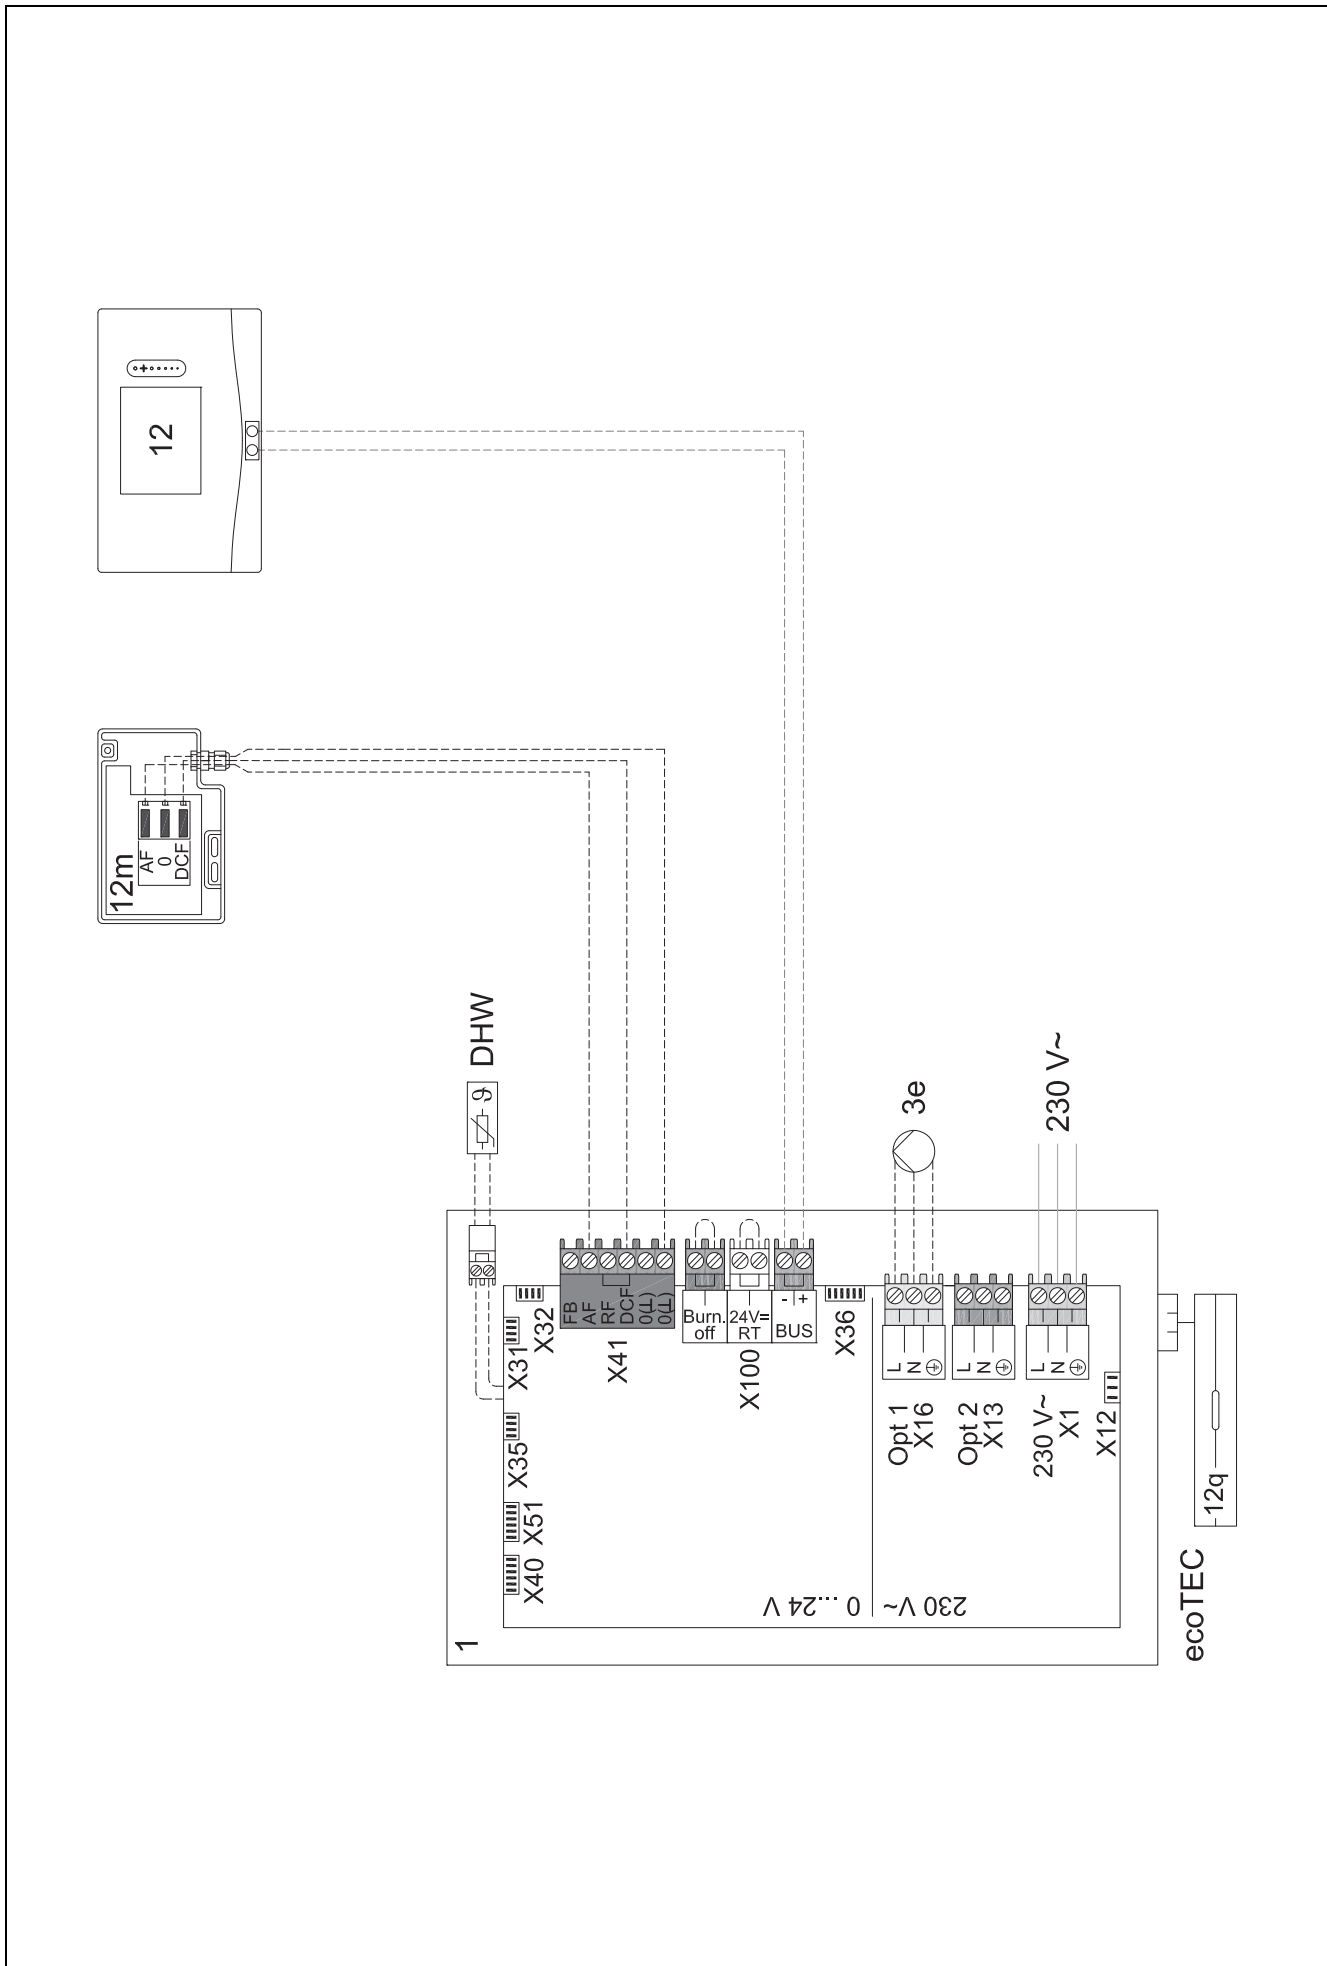 12
12m
AF
0
DCF
DHW
ϑ
3e
230 V~
1
X40
X51
X35
X31
X32
FB
AF
RF
DCF
0(⊥)
0(⊥)
X41
Burn.
off
24V=
RT
X100
- +
BUS
X36
L
N
Opt 1
X16
L
N
Opt 2
X13
L
N
230 V~
X1
X12
0 ...24 V
230 V~
12q
ecoTEC